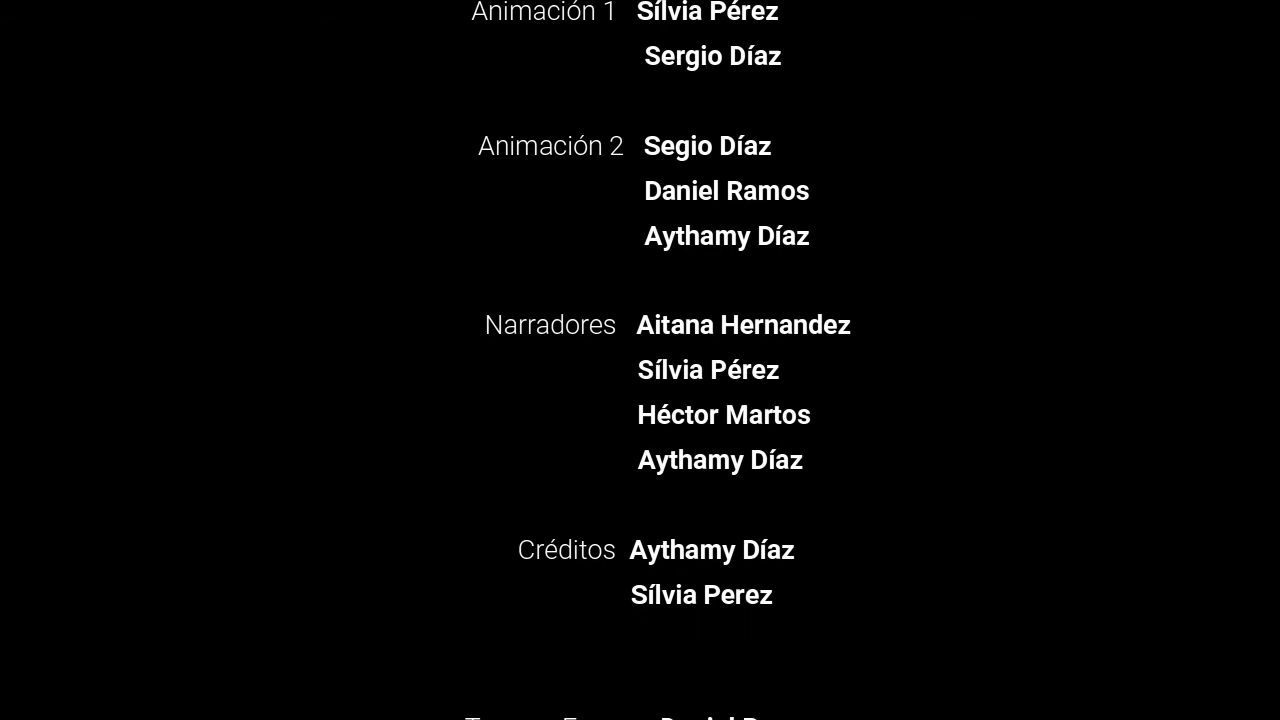 Animación 1 Sílvia Pérez
Sergio Díaz
Animación 2 Segio Díaz
Daniel Ramos
Aythamy Díaz
Narradores Aitana Hernandez
Sílvia Pérez
Héctor Martos
Aythamy Díaz
Créditos Aythamy Díaz
Sílvia Perez